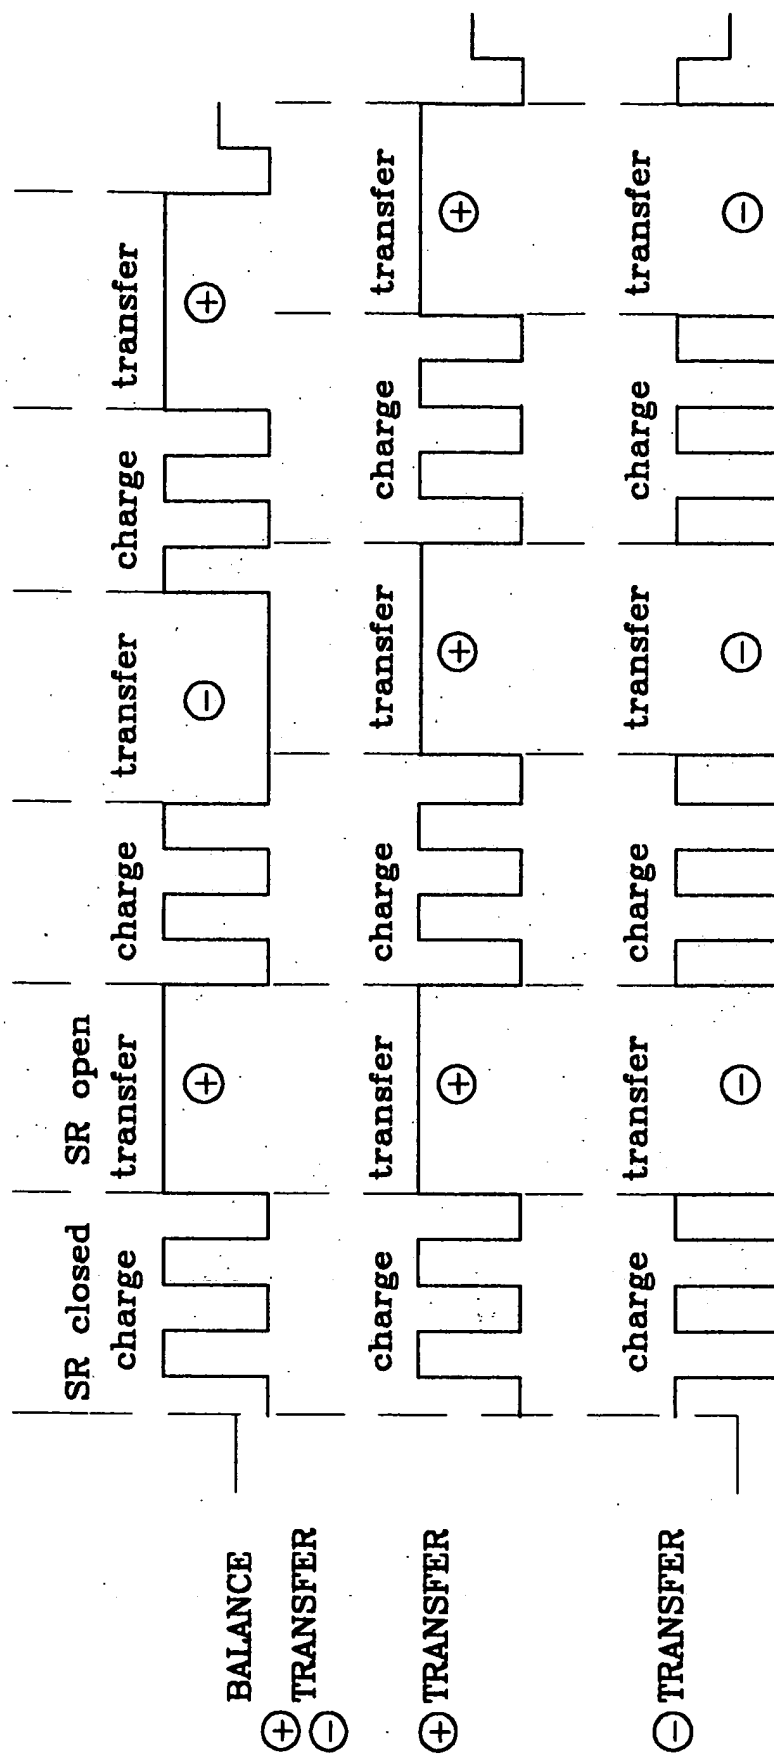 SR closed SR open
charge transfer charge transfer charge transfer
⊕ ⊖ ⊕
BALANCE
⊕
TRANSFER
⊖
charge transfer charge transfer charge transfer
⊕ TRANSFER
⊕ ⊕ ⊕
charge transfer charge transfer charge transfer
⊖ TRANSFER
⊖ ⊖ ⊖